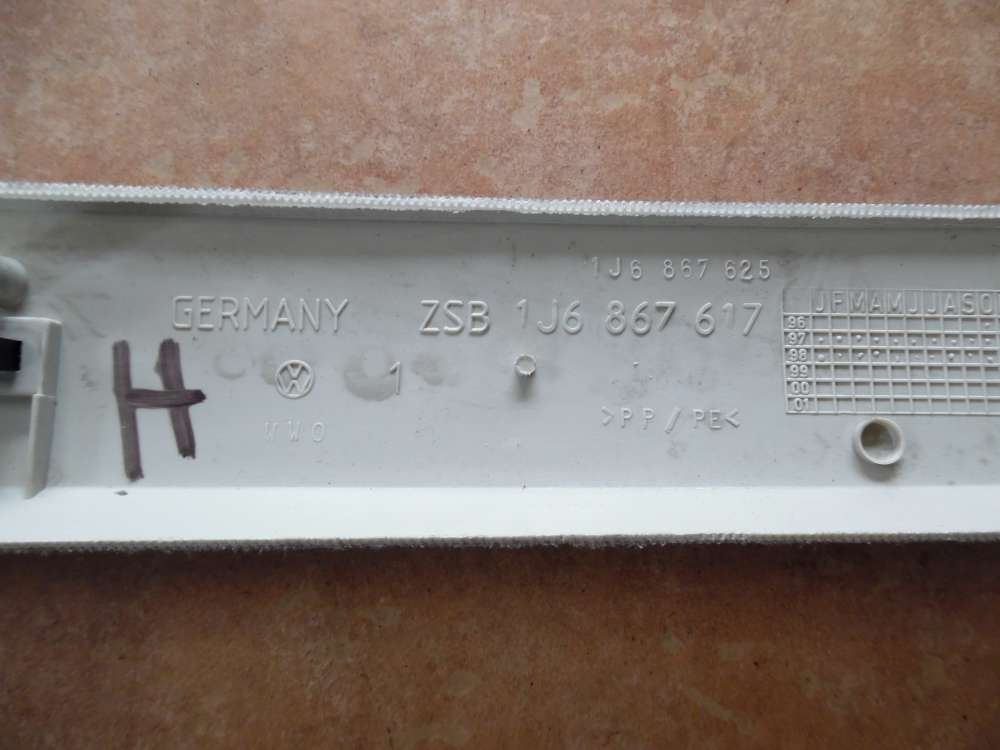 1J6 867 625
GERMANY ZSB 1J6 867 617
J F M A M J J A S O
96
97
98
99
00
01
H
1
WWO
>PP/PE<